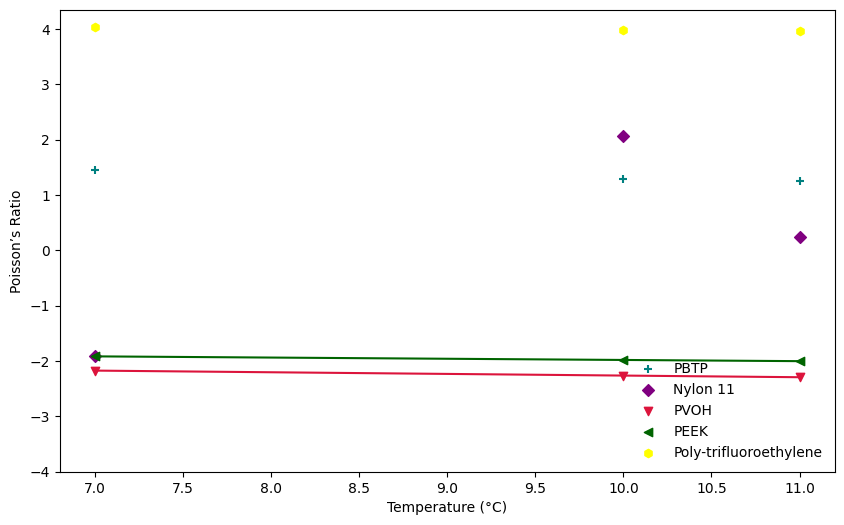 4
3
2
1
0
−1
−2
−3
−4
Poisson’s Ratio
7.0 7.5 8.0 8.5 9.0 9.5 10.0 10.5 11.0
Temperature (°C)
PBTP
Nylon 11
PVOH
PEEK
Poly-trifluoroethylene